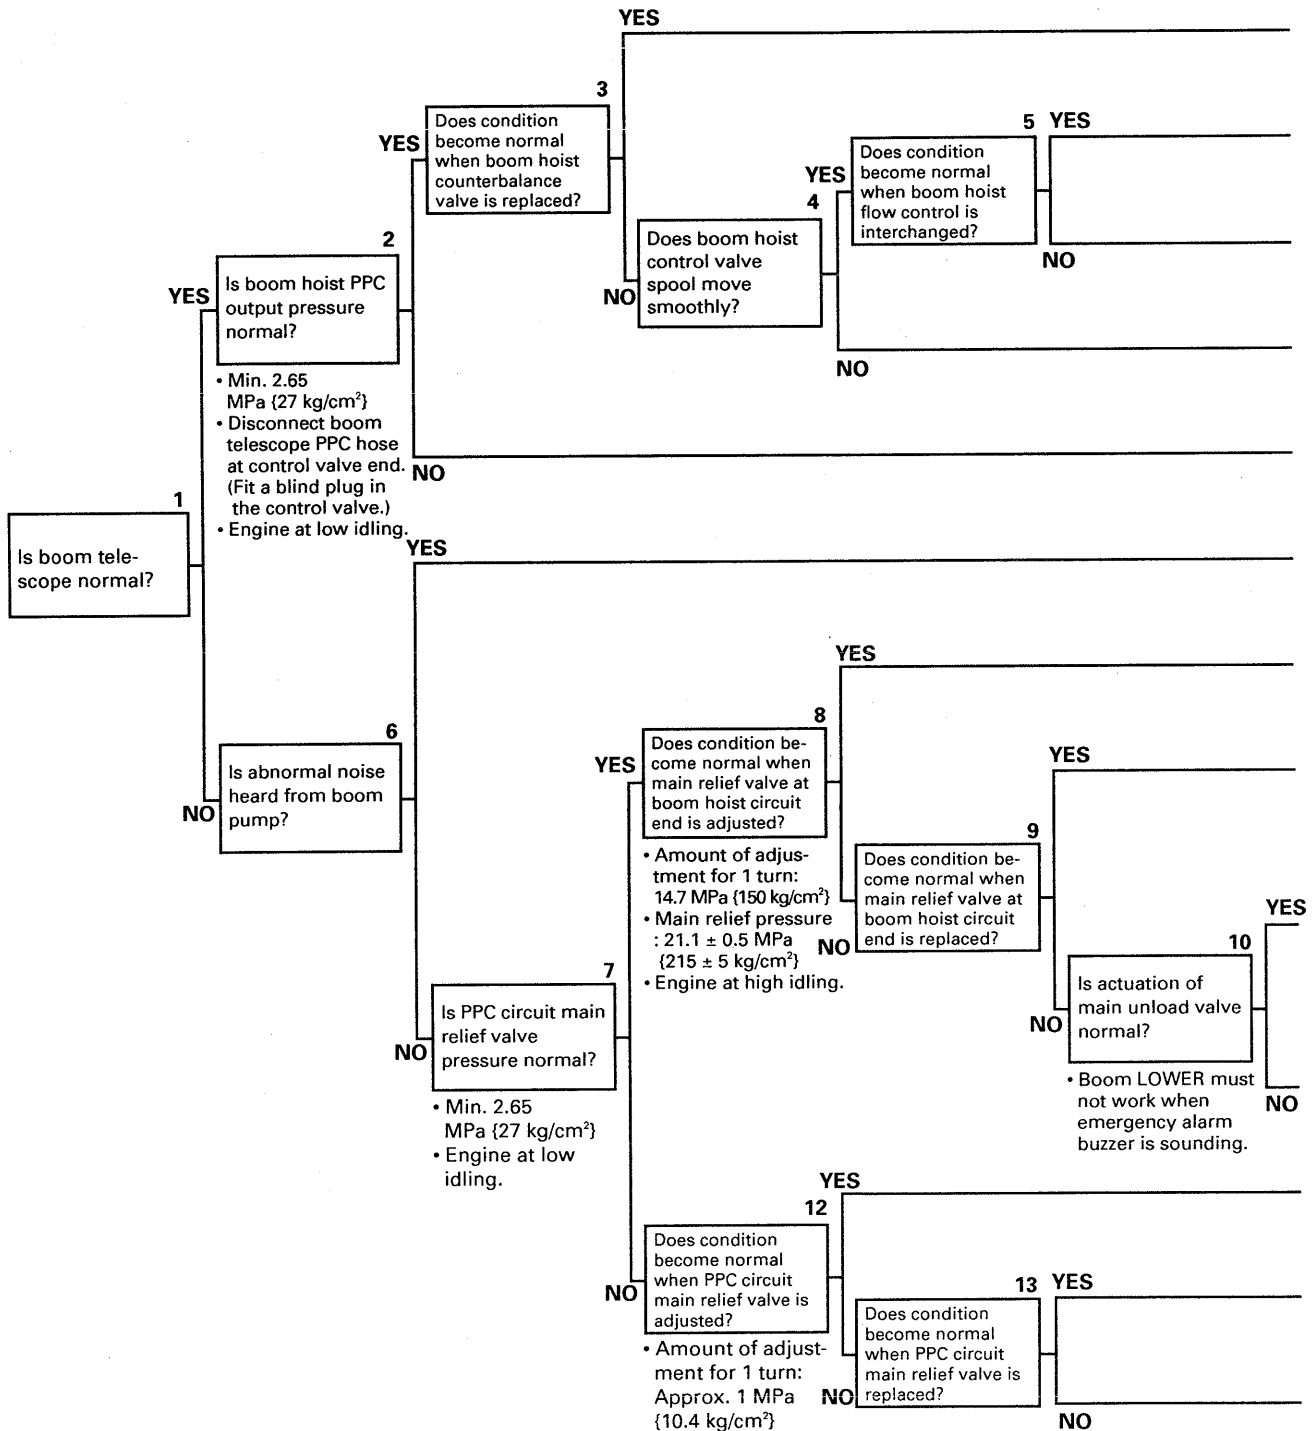 YES
3
Does condition
become normal
when boom hoist
counterbalance
valve is replaced?
YES
5 YES
Does condition
become normal
when boom hoist
flow control is
interchanged?
YES
4
Does boom hoist
control valve
spool move
smoothly?
NO
NO
NO
2
Is boom hoist PPC
output pressure
normal?
YES
• Min. 2.65
MPa {27 kg/cm²}
• Disconnect boom
telescope PPC hose
at control valve end.
(Fit a blind plug in
the control valve.)
• Engine at low idling.
NO
1
Is boom tele-
scope normal?
YES
YES
6
Is abnormal noise
heard from boom
pump?
NO
8
Does condition be-
come normal when
main relief valve at
boom hoist circuit
end is adjusted?
YES
• Amount of adjus-
tment for 1 turn:
14.7 MPa {150 kg/cm²}
• Main relief pressure
: 21.1 ± 0.5 MPa
{215 ± 5 kg/cm²}
• Engine at high idling.
YES
9
Does condition be-
come normal when
main relief valve at
boom hoist circuit
end is replaced?
NO
YES
10
Is actuation of
main unload valve
normal?
NO
• Boom LOWER must
not work when
emergency alarm
buzzer is sounding.
NO
7
Is PPC circuit main
relief valve
pressure normal?
NO
• Min. 2.65
MPa {27 kg/cm²}
• Engine at low
idling.
YES
12
Does condition
become normal
when PPC circuit
main relief valve is
adjusted?
NO
• Amount of adjust-
ment for 1 turn:
Approx. 1 MPa
{10.4 kg/cm²}
13 YES
Does condition
become normal
when PPC circuit
main relief valve is
replaced?
NO
NO